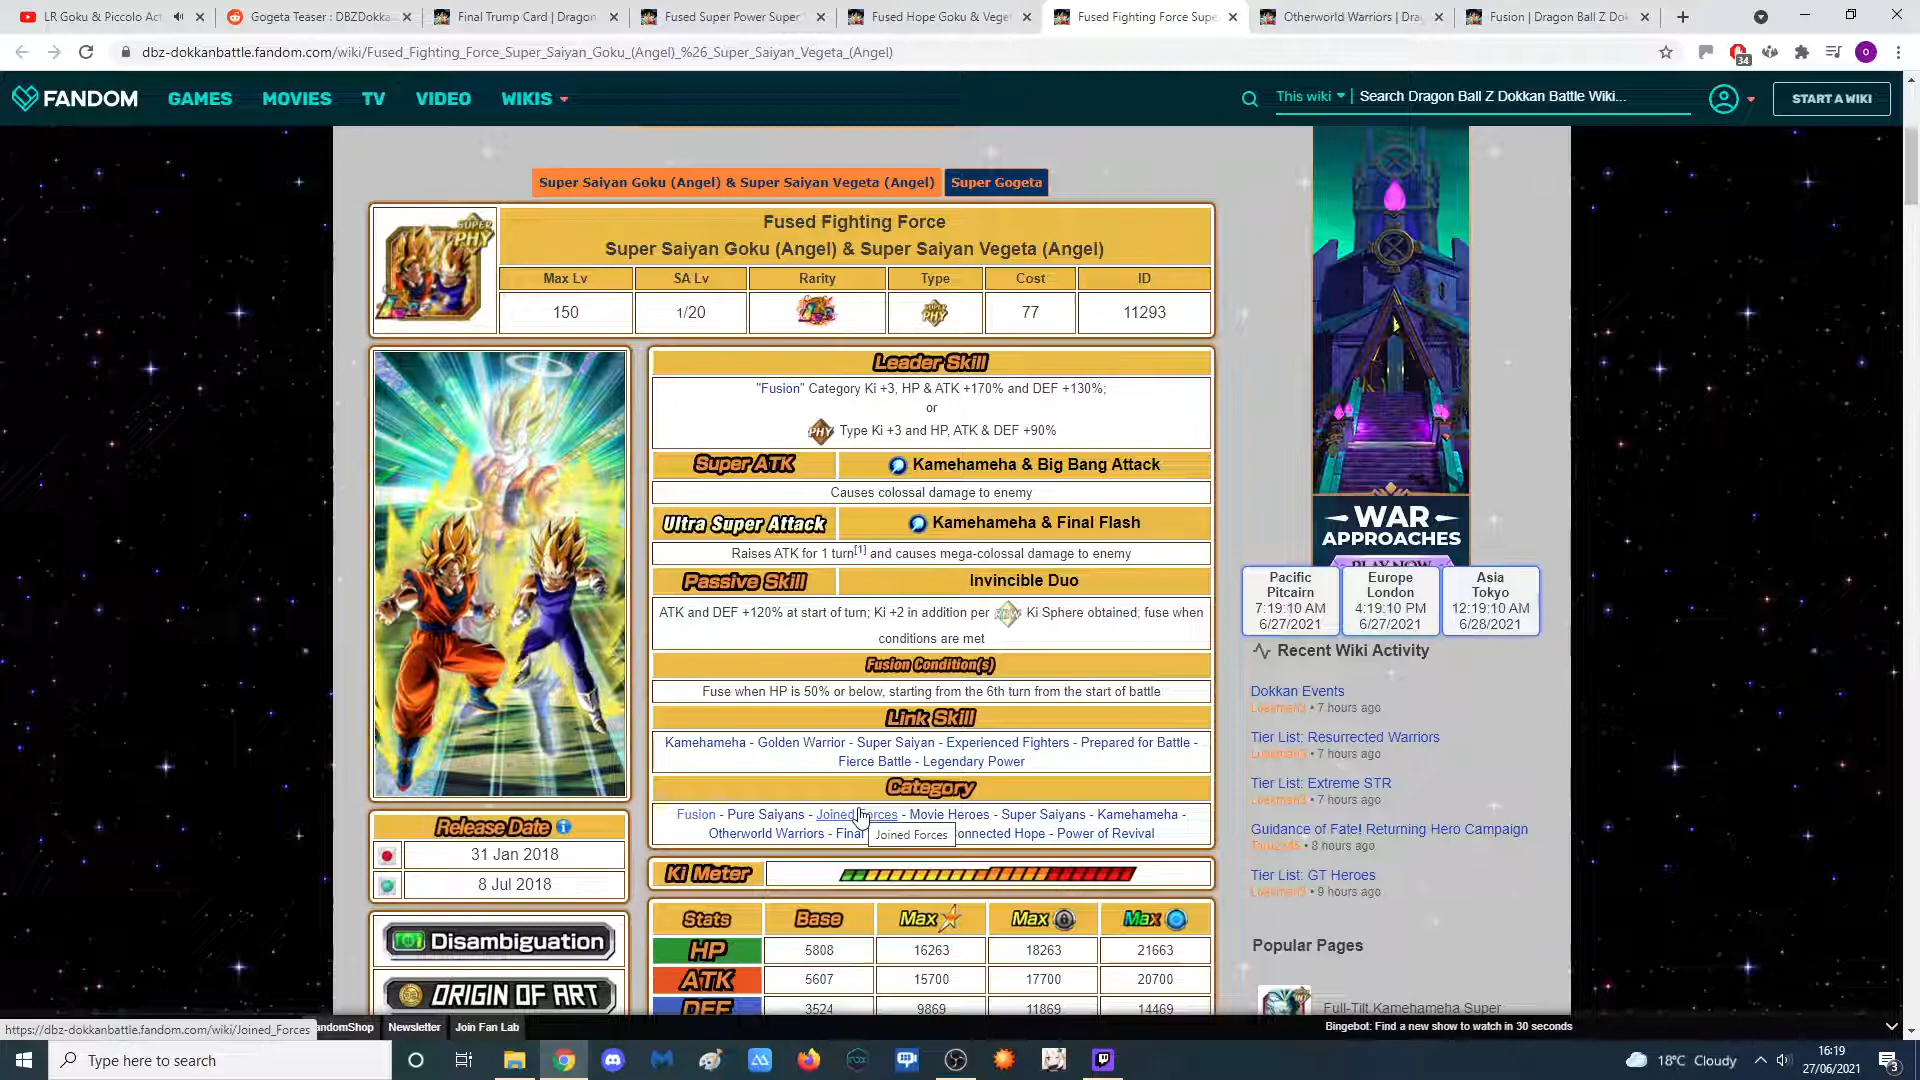 LR Goku & Piccolo Act
Gogeta Teaser : DBZDokka
Final Trump Card | Dragon
Fused Super Power Super
Fused Hope Goku & Veget
Fused Fighting Force Supe
Otherworld Warriors | Dra
Fusion | Dragon Ball Z Do
dbz-dokkanbattle.fandom.com/wiki/Fused_Fighting_Force_Super_Saiyan_Goku_(Angel)_%26_Super_Saiyan_Vegeta_(Angel)
34
O
FANDOM
GAMES
MOVIES
TV
VIDEO
WIKIS
This wiki
Search Dragon Ball Z Dokkan Battle Wiki...
START A WIKI
Super Saiyan Goku (Angel) & Super Saiyan Vegeta (Angel)
Super Gogeta
SUPER PHY
Fused Fighting Force
Super Saiyan Goku (Angel) & Super Saiyan Vegeta (Angel)
Max Lv
SA Lv
Rarity
Type
Cost
ID
150
1/20
LR
SUPER PHY
77
11293
Leader Skill
"Fusion" Category Ki +3, HP & ATK +170% and DEF +130%;
or
PHY Type Ki +3 and HP, ATK & DEF +90%
Super ATK
Kamehameha & Big Bang Attack
Causes colossal damage to enemy
Ultra Super Attack
Kamehameha & Final Flash
Raises ATK for 1 turn[1] and causes mega-colossal damage to enemy
Passive Skill
Invincible Duo
ATK and DEF +120% at start of turn; Ki +2 in addition per Ki Sphere obtained; fuse when
conditions are met
Fusion Condition(s)
Fuse when HP is 50% or below, starting from the 6th turn from the start of battle
Link Skill
Kamehameha - Golden Warrior - Super Saiyan - Experienced Fighters - Prepared for Battle -
Fierce Battle - Legendary Power
Category
Fusion - Pure Saiyans - Joined Forces - Movie Heroes - Super Saiyans - Kamehameha -
Otherworld Warriors - Final onnected Hope - Power of Revival
Joined Forces
Ki Meter
Stats
Base
Max
Max
Max
HP
5808
16263
18263
21663
ATK
5607
15700
17700
20700
DEF
3524
9869
11869
14469
Release Date
31 Jan 2018
8 Jul 2018
Disambiguation
ORIGIN OF ART
WAR
APPROACHES
PLAY NOW
Pacific
Pitcairn
7:19:10 AM
6/27/2021
Europe
London
4:19:10 PM
6/27/2021
Asia
Tokyo
12:19:10 AM
6/28/2021
Recent Wiki Activity
Dokkan Events
• 7 hours ago
Tier List: Resurrected Warriors
• 7 hours ago
Tier List: Extreme STR
• 7 hours ago
Guidance of Fate! Returning Hero Campaign
• 8 hours ago
Tier List: GT Heroes
• 9 hours ago
Popular Pages
Full-Tilt Kamehameha Super
https://dbz-dokkanbattle.fandom.com/wiki/Joined_Forces
andomShop
Newsletter
Join Fan Lab
Bingebot: Find a new show to watch in 30 seconds
Type here to search
18°C Cloudy
16:19
27/06/2021
3